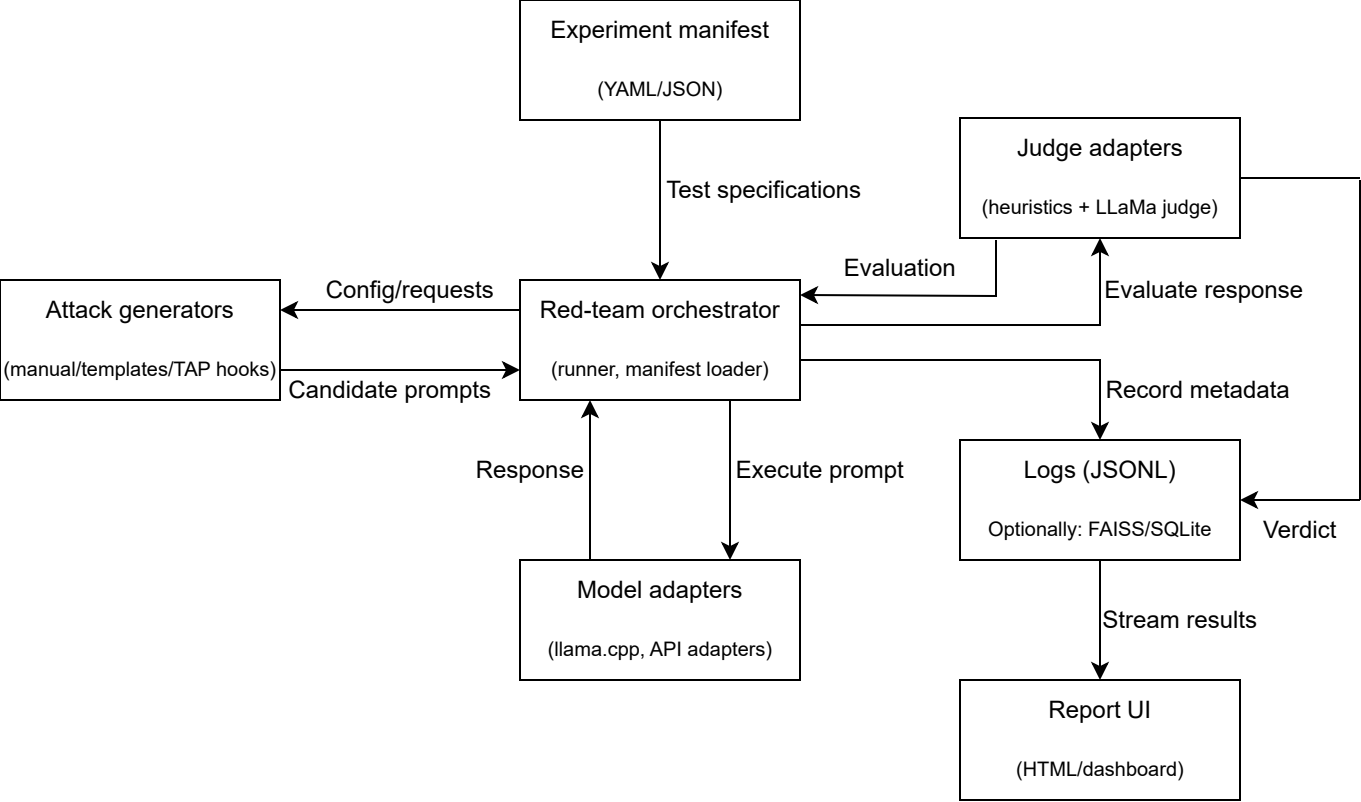 Experiment manifest
(YAML/JSON)
Test specifications
Judge adapters
(heuristics + LLaMa judge)
Evaluation
Evaluate response
Config/requests
Attack generators
(manual/templates/TAP hooks)
Candidate prompts
Red-team orchestrator
(runner, manifest loader)
Record metadata
Response
Execute prompt
Logs (JSONL)
Optionally: FAISS/SQLite
Verdict
Model adapters
(llama.cpp, API adapters)
Stream results
Report UI
(HTML/dashboard)